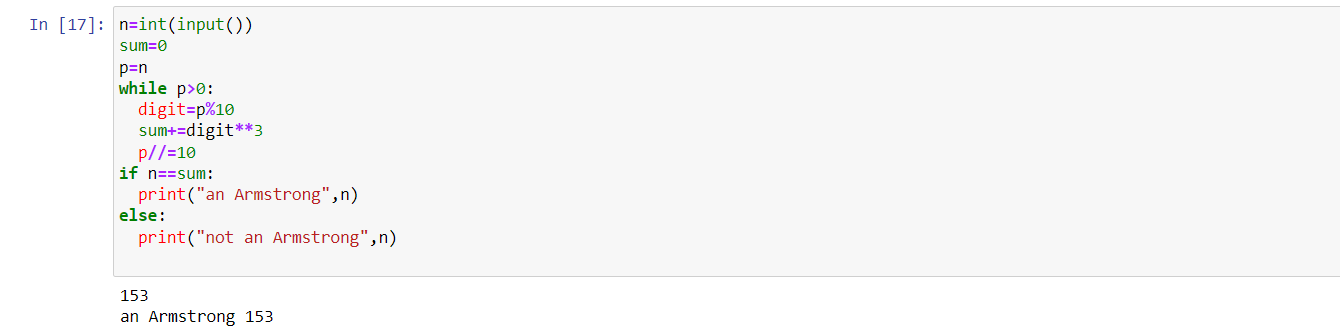 In [17]: n=int(input())
sum=0
p=n
while p>0:
  digit=p%10
  sum+=digit**3
  p//=10
if n==sum:
  print("an Armstrong",n)
else:
  print("not an Armstrong",n)
153
an Armstrong 153